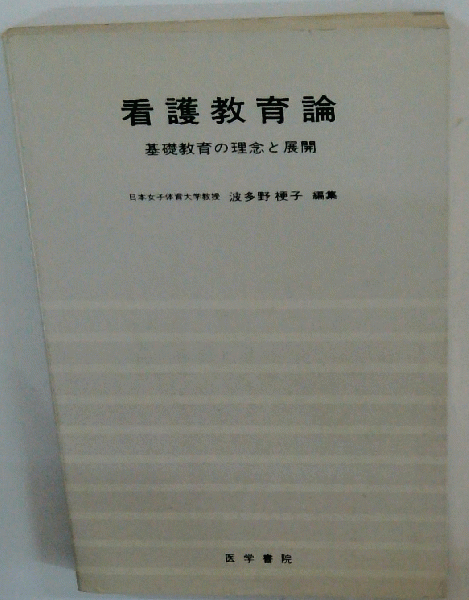 看護教育論
基礎教育の理念と展開
日本女子体育大学教授 波多野梗子 編集
医学書院